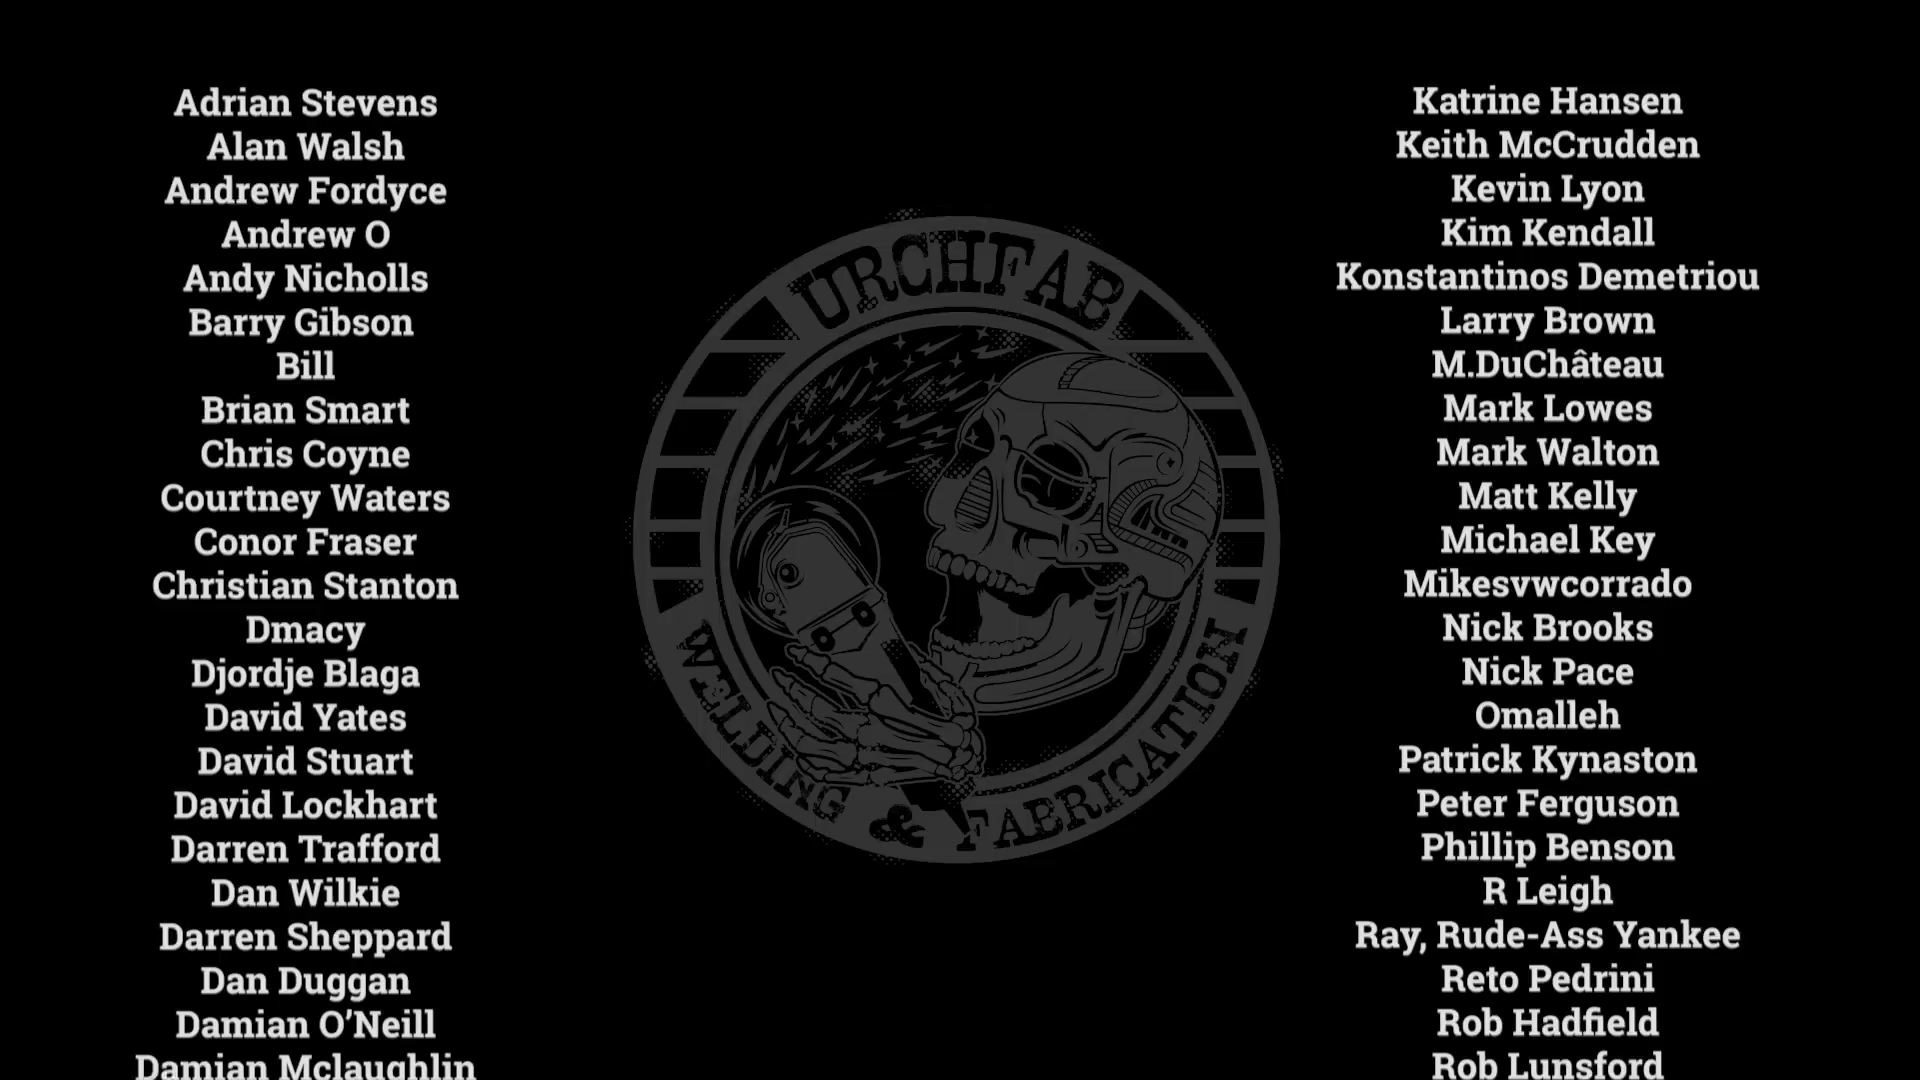 Adrian Stevens
Alan Walsh
Andrew Fordyce
Andrew O
Andy Nicholls
Barry Gibson
Bill
Brian Smart
Chris Coyne
Courtney Waters
Conor Fraser
Christian Stanton
Dmacy
Djordje Blaga
David Yates
David Stuart
David Lockhart
Darren Trafford
Dan Wilkie
Darren Sheppard
Dan Duggan
Damian O’Neill
Damian Mclaughlin
URCHFAB
WELDING & FABRICATION
Katrine Hansen
Keith McCrudden
Kevin Lyon
Kim Kendall
Konstantinos Demetriou
Larry Brown
M.DuChâteau
Mark Lowes
Mark Walton
Matt Kelly
Michael Key
Mikesvwcorrado
Nick Brooks
Nick Pace
Omalleh
Patrick Kynaston
Peter Ferguson
Phillip Benson
R Leigh
Ray, Rude-Ass Yankee
Reto Pedrini
Rob Hadfield
Rob Lunsford